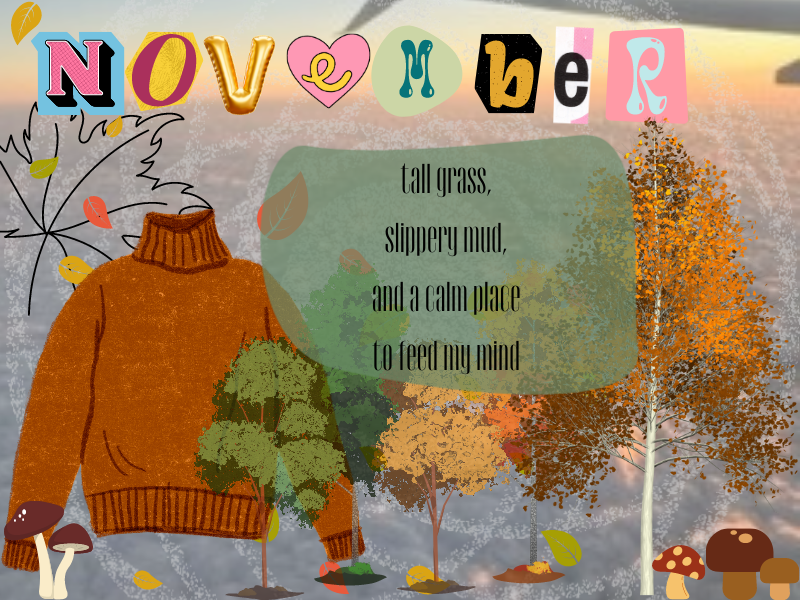 NOVeMbeR
tall grass,
slippery mud,
and a calm place
to feed my mind